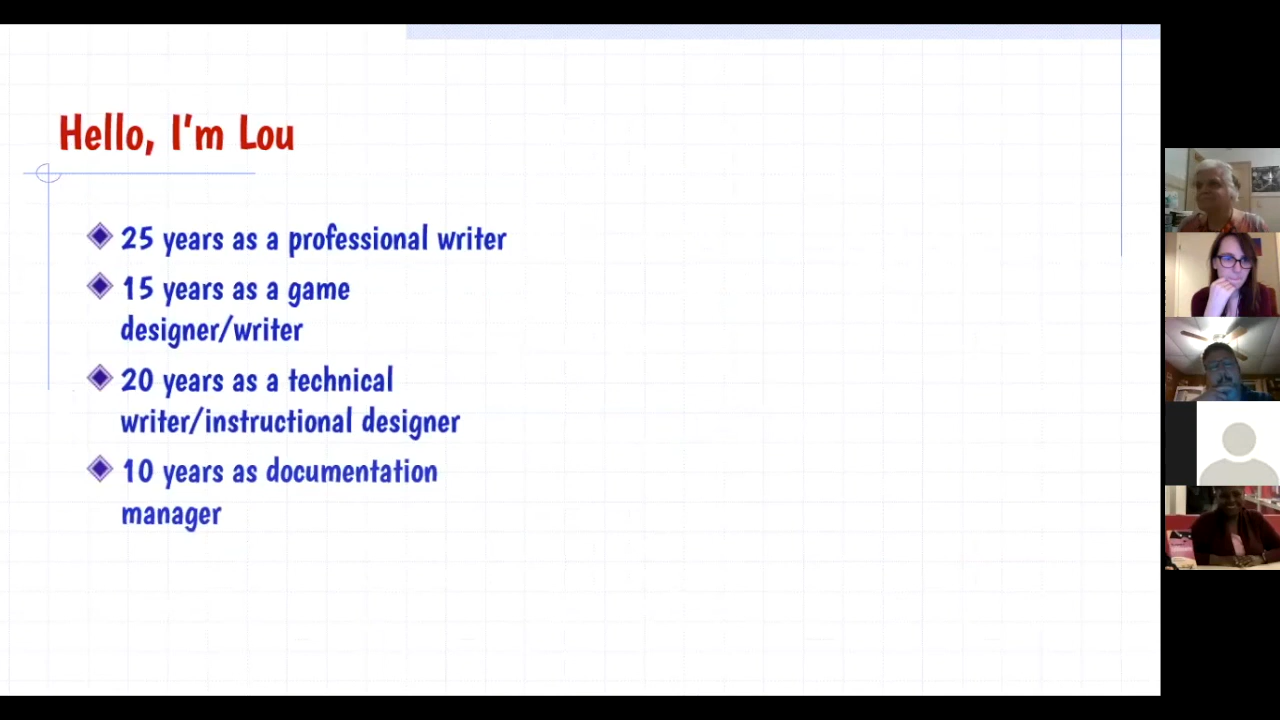 Hello, I'm Lou
25 years as a professional writer
15 years as a game
designer/writer
20 years as a technical
writer/instructional designer
10 years as documentation
manager